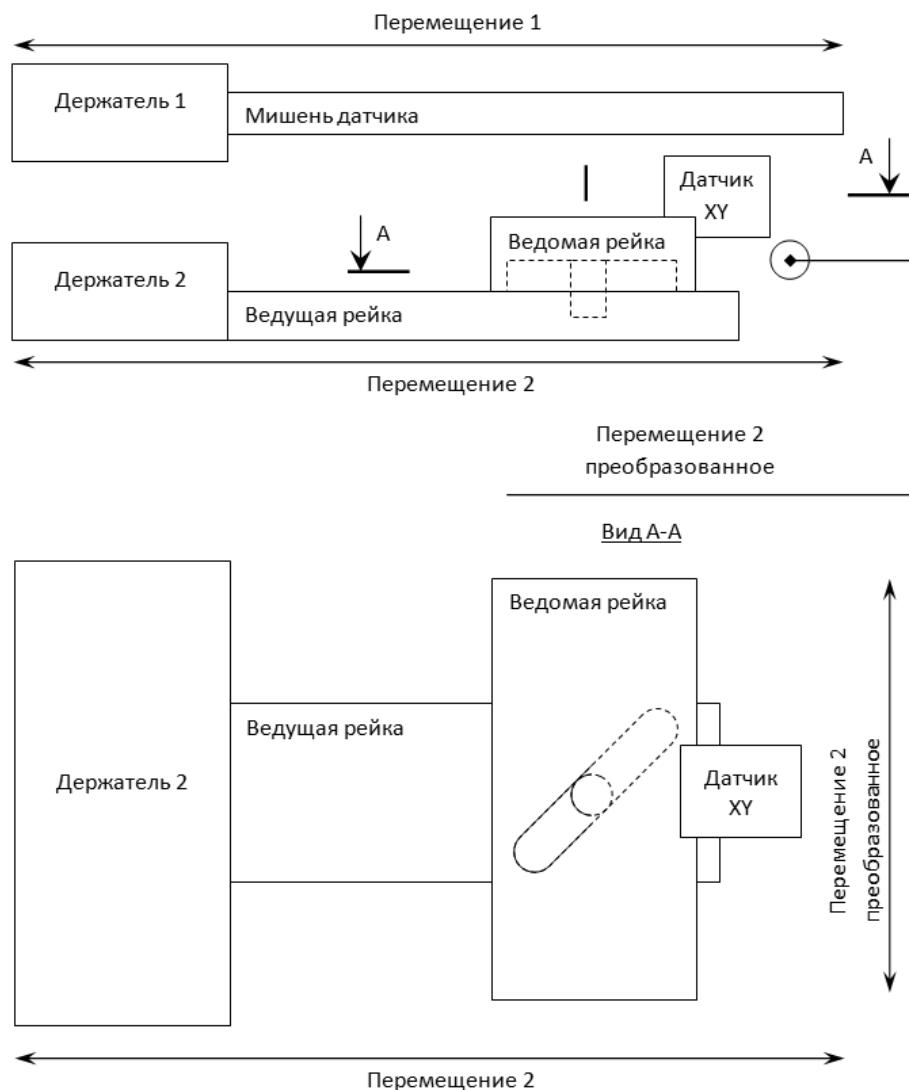 Перемещение 1
Держатель 1
Мишень датчика
А
Датчик
XY
А
Ведомая рейка
Держатель 2
Ведущая рейка
Перемещение 2
Перемещение 2
преобразованное
Вид А-А
Ведомая рейка
Ведущая рейка
Держатель 2
Датчик
XY
Перемещение 2
преобразованное
Перемещение 2